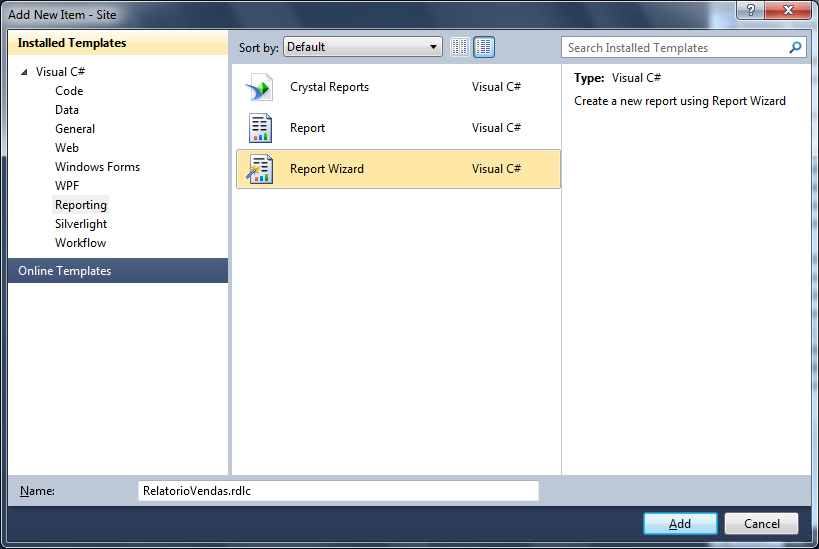 Add New Item - Site
Installed Templates
Sort by: Default
Search Installed Templates
Visual C#
Code
Data
General
Web
Windows Forms
WPF
Reporting
Silverlight
Workflow
Online Templates
Crystal Reports Visual C#
Report Visual C#
Report Wizard Visual C#
Type: Visual C#
Create a new report using Report Wizard
Name: RelatorioVendas.rdlc
Add Cancel